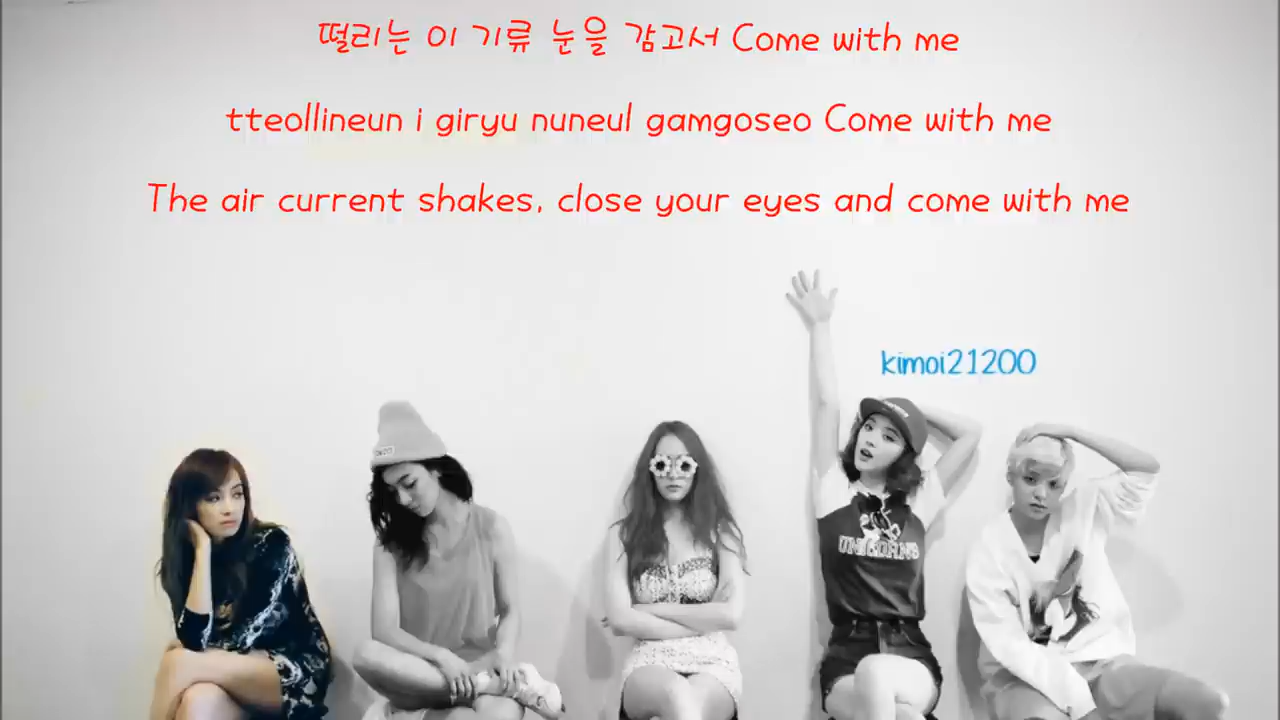 떨리는 이 기류 눈을 감고서 Come with me
tteollineun i giryu nuneul gamgoseo Come with me
The air current shakes, close your eyes and come with me
kimoi21200
UNICORNS